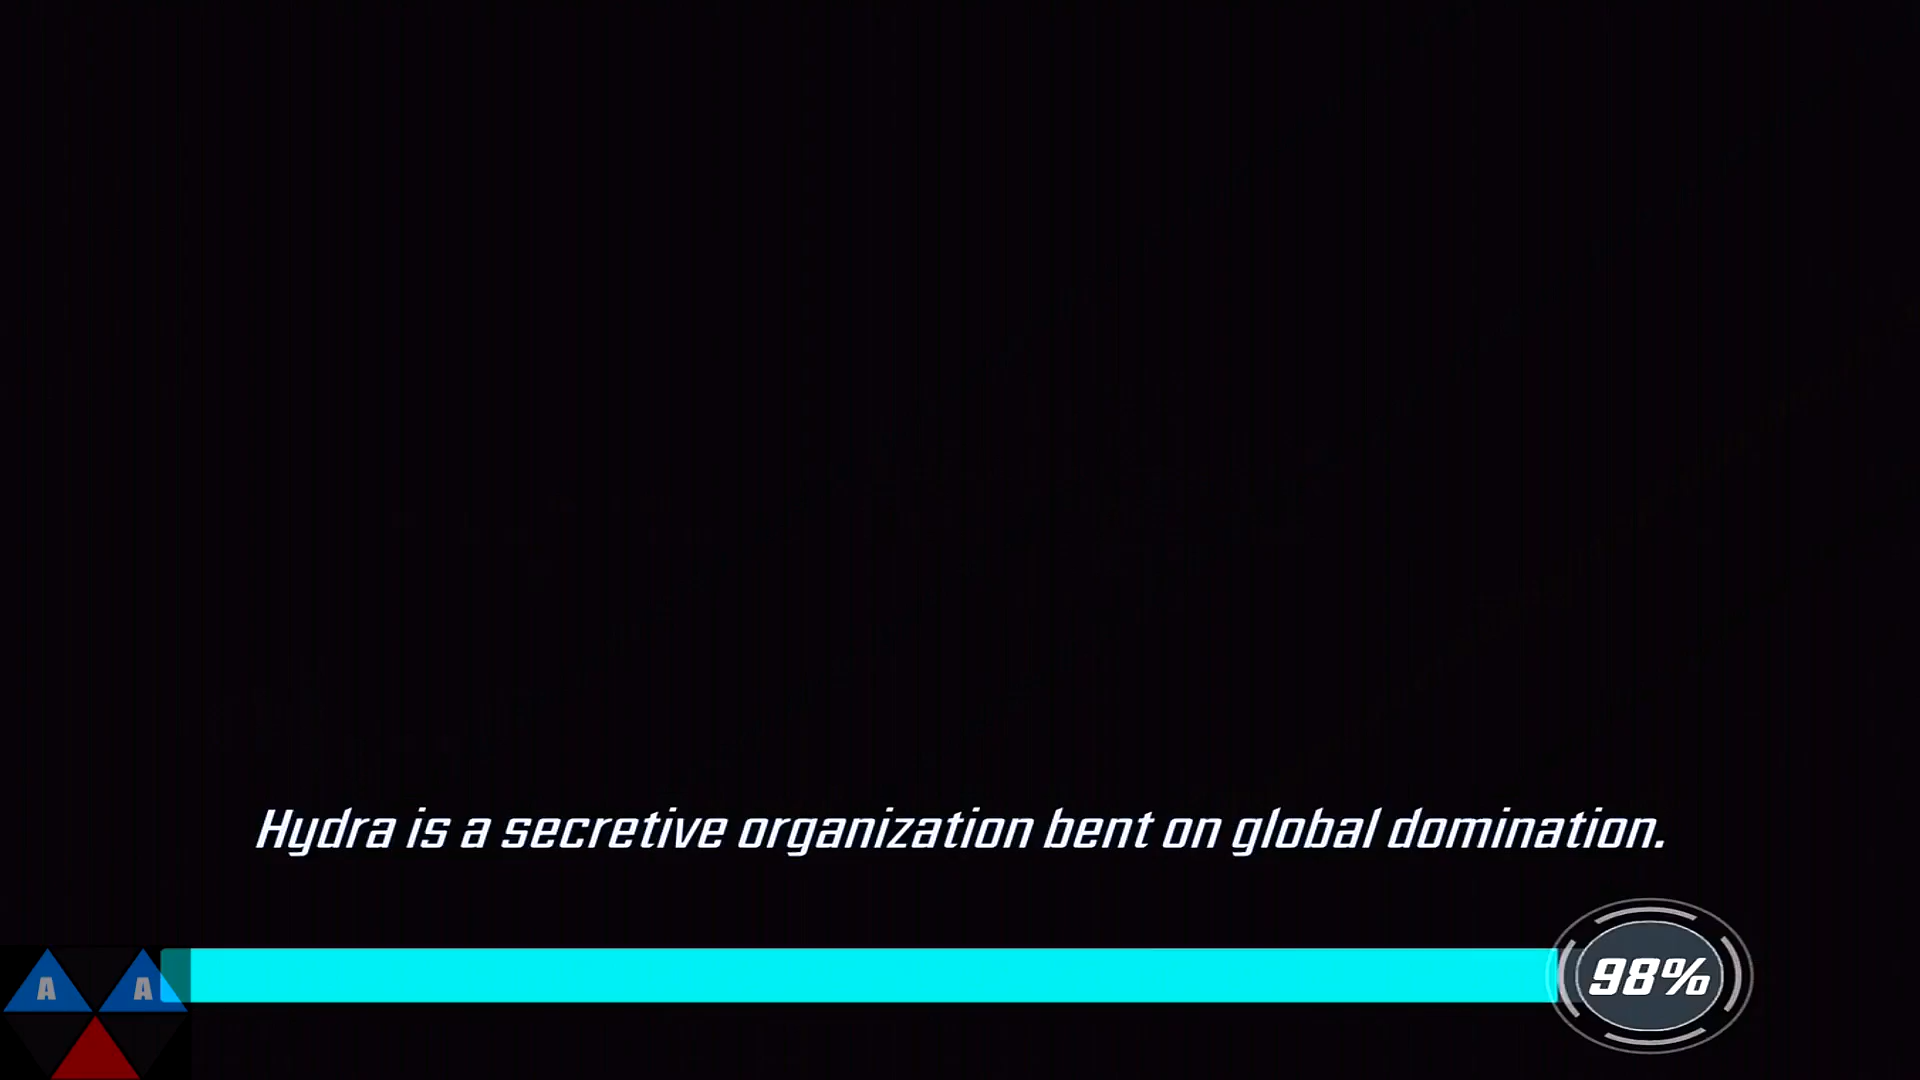 Hydra is a secretive organization bent on global domination.
98%
A A